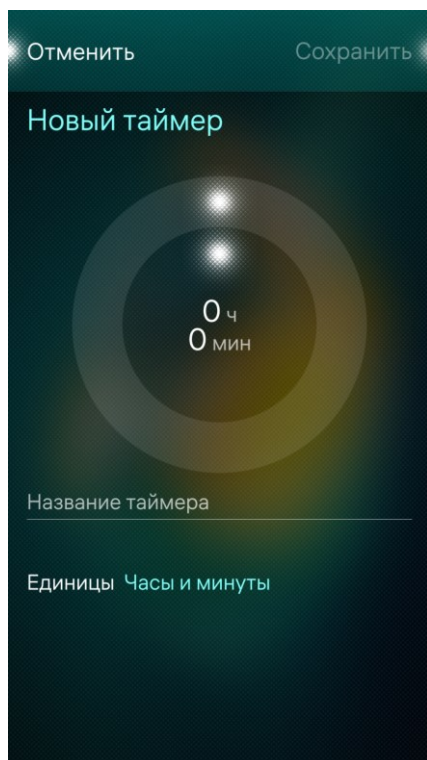 Отменить Сохранить
Новый таймер
0 ч
0 мин
Название таймера
Единицы Часы и минуты